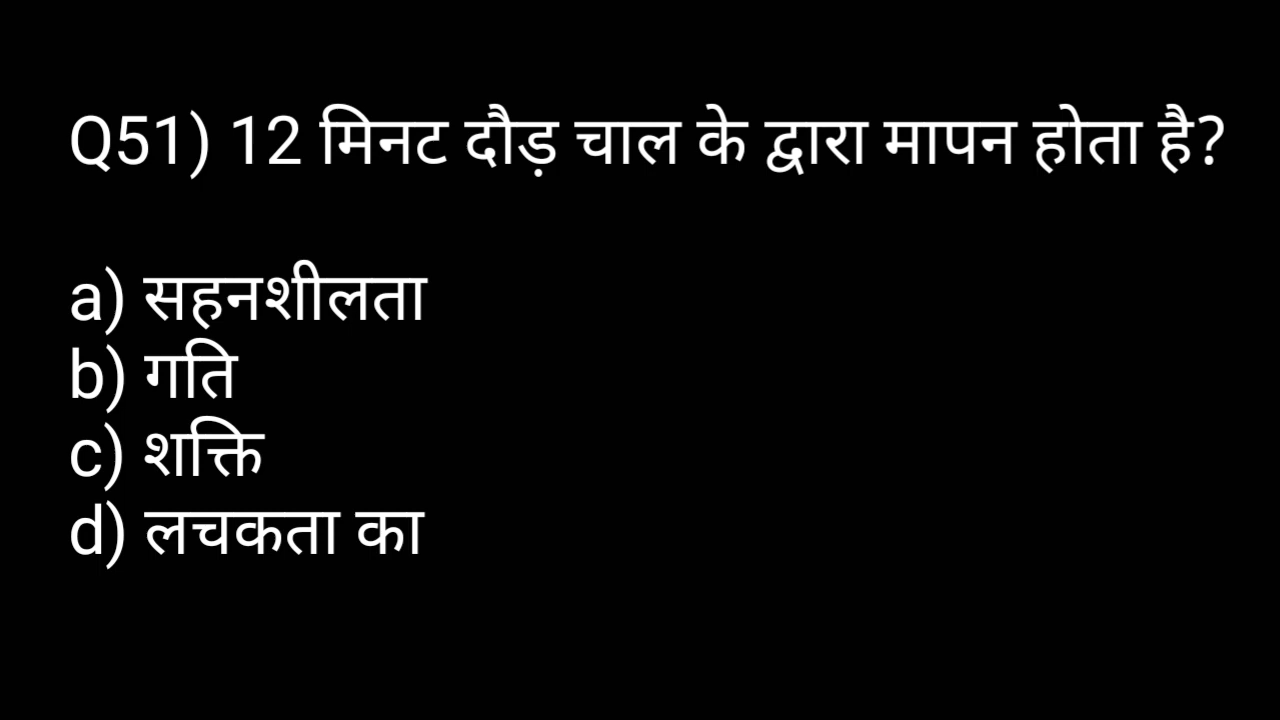 Q51) 12 मिनट दौड़ चाल के द्वारा मापन होता है?
a) सहनशीलता
b) गति
c) शक्ति
d) लचकता का